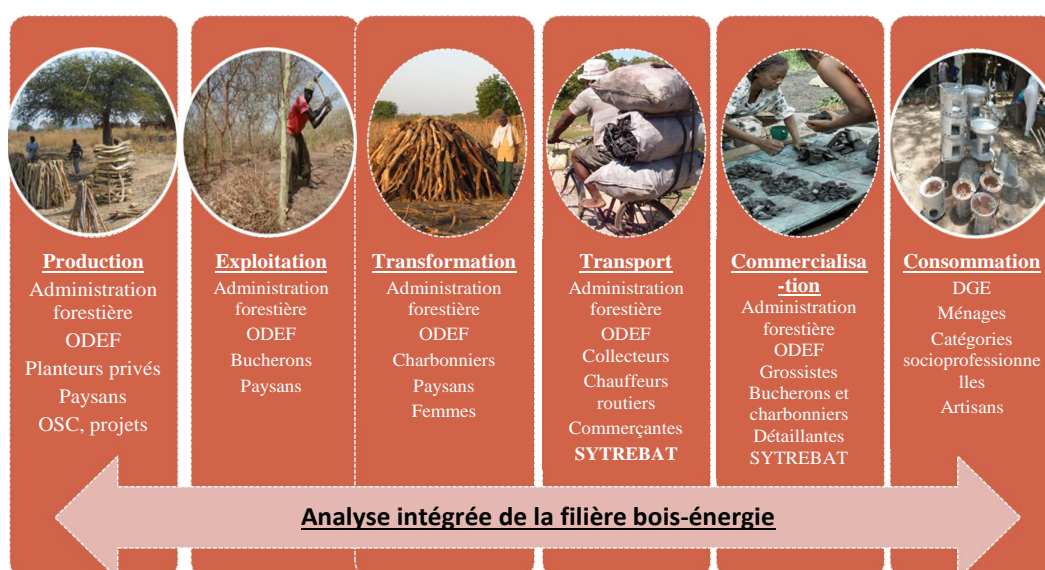 Production
Administration
forestière
ODEF
Planteurs privés
Paysans
OSC, projets
Exploitation
Administration
forestière
ODEF
Bucherons
Paysans
Transformation
Administration
forestière
ODEF
Charbonniers
Paysans
Femmes
Transport
Administration
forestière
ODEF
Collecteurs
Chauffeurs
routiers
Commerçantes
SYTREBAT
Commercialisa
-tion
Administration
forestière
ODEF
Grossistes
Bucherons et
charbonniers
Détaillantes
SYTREBAT
Consommation
DGE
Ménages
Catégories
socioprofessionne
lles
Artisans
Analyse intégrée de la filière bois-énergie